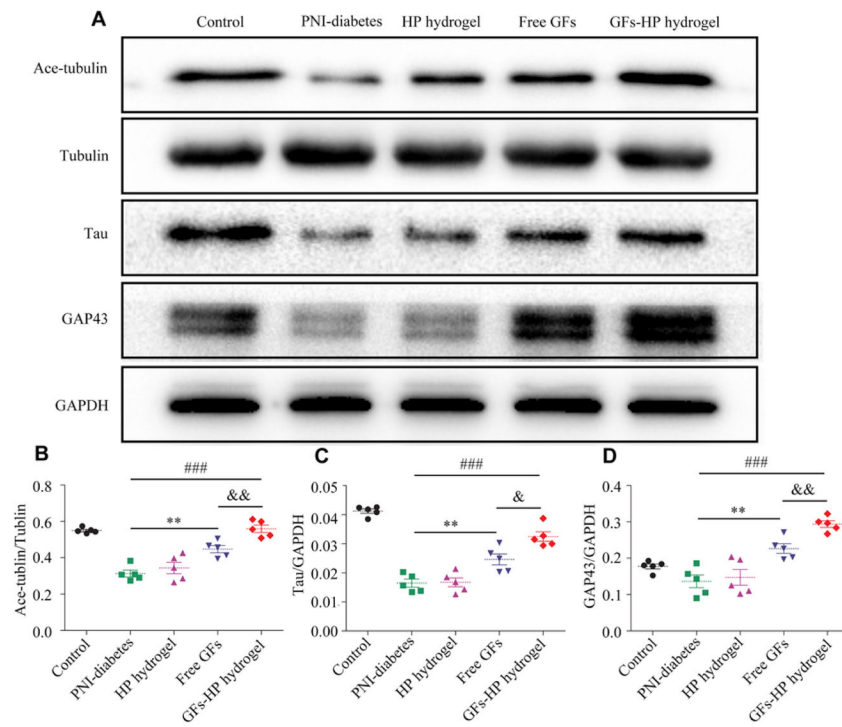 A
Control PNI-diabetes HP hydrogel Free GFs GFs-HP hydrogel
Ace-tubulin
Tubulin
Tau
GAP43
GAPDH
B
Ace-tublin/Tublin
0.8
0.6
0.4
0.2
0.0
###
**
&&
Control
PNI-diabetes
HP hydrogel
Free GFs
GFs-HP hydrogel
C
Tau/GAPDH
0.05
0.04
0.03
0.02
0.01
0.00
###
**
&
Control
PNI-diabetes
HP hydrogel
Free GFs
GFs-HP hydrogel
D
GAP43/GAPDH
0.4
0.3
0.2
0.1
0.0
###
**
&&
Control
PNI-diabetes
HP hydrogel
Free GFs
GFs-HP hydrogel